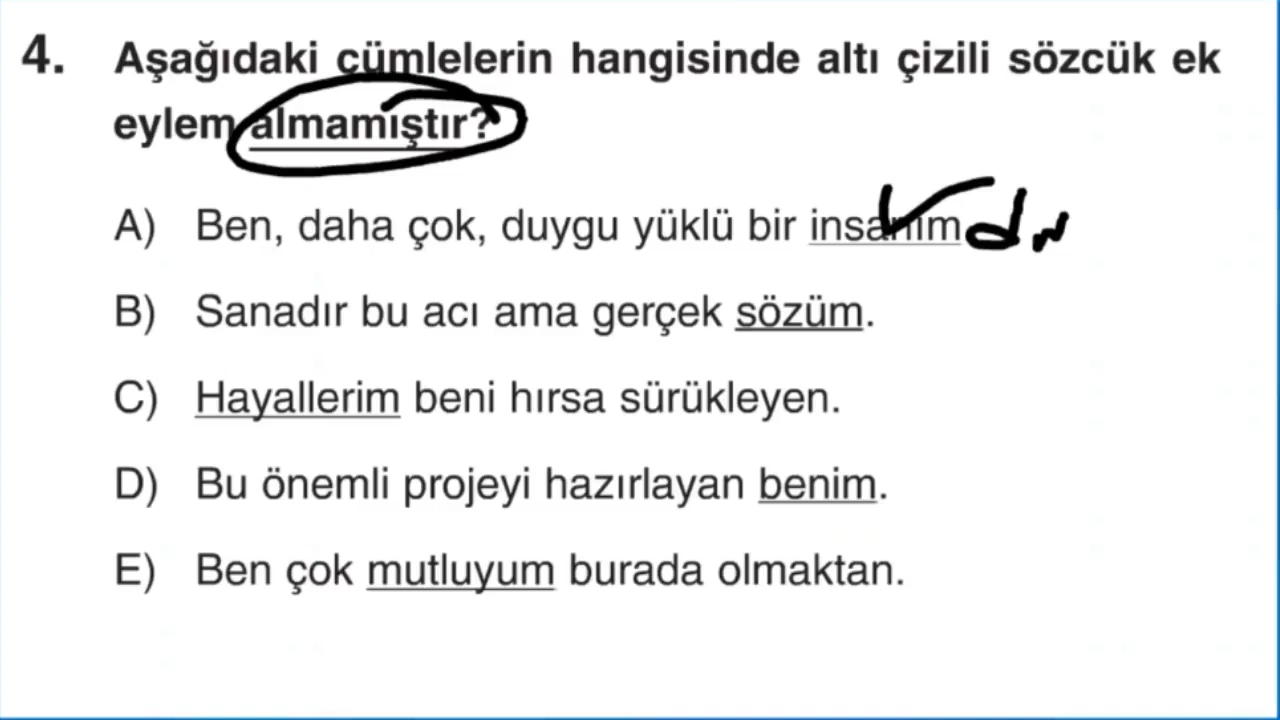 4. Aşağıdaki cümlelerin hangisinde altı çizili sözcük ek
eylem almamıştır?
A) Ben, daha çok, duygu yüklü bir insanım
B) Sanadır bu acı ama gerçek sözüm.
C) Hayallerim beni hırsa sürükleyen.
D) Bu önemli projeyi hazırlayan benim.
E) Ben çok mutluyum burada olmaktan.